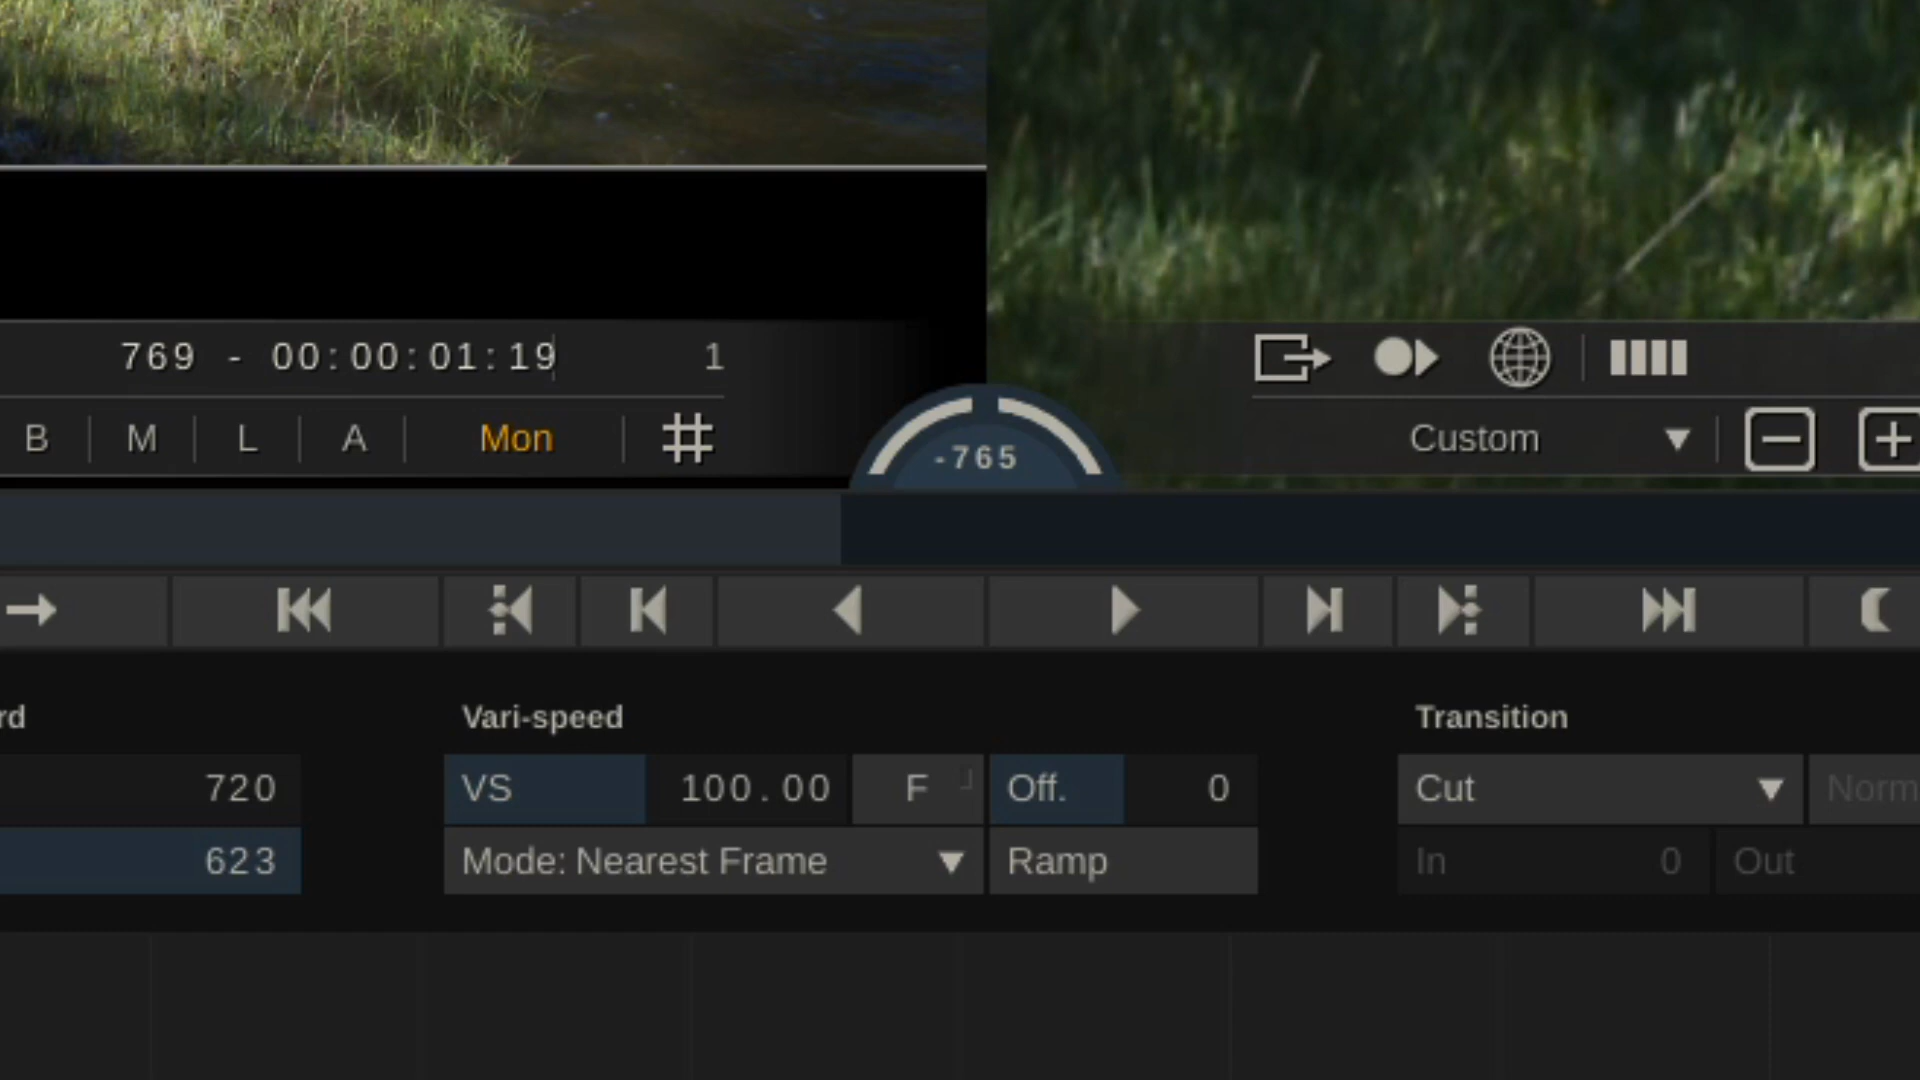 769 - 00:00:01:19 1
B M L A Mon
-765
Custom
rd Vari-speed Transition
720 VS 100.00 F Off. 0 Cut Norm
623 Mode: Nearest Frame Ramp In 0 Out